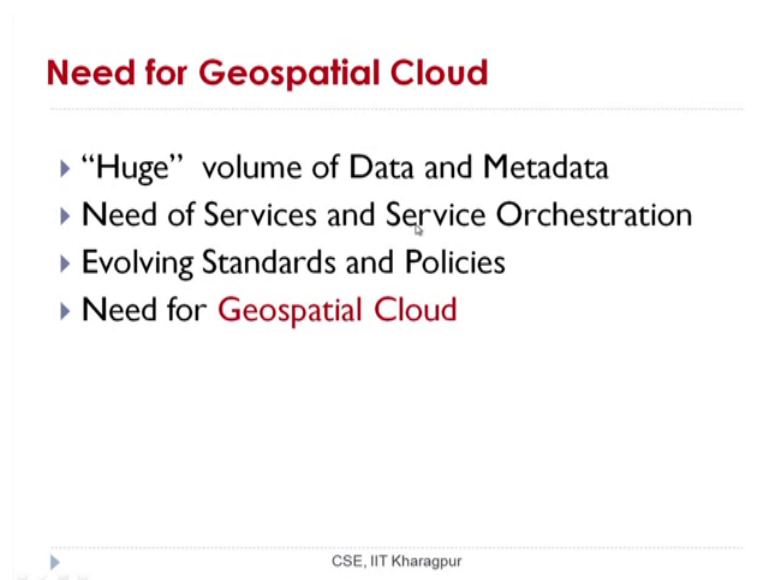 Need for Geospatial Cloud
“Huge” volume of Data and Metadata
Need of Services and Service Orchestration
Evolving Standards and Policies
Need for Geospatial Cloud
CSE, IIT Kharagpur